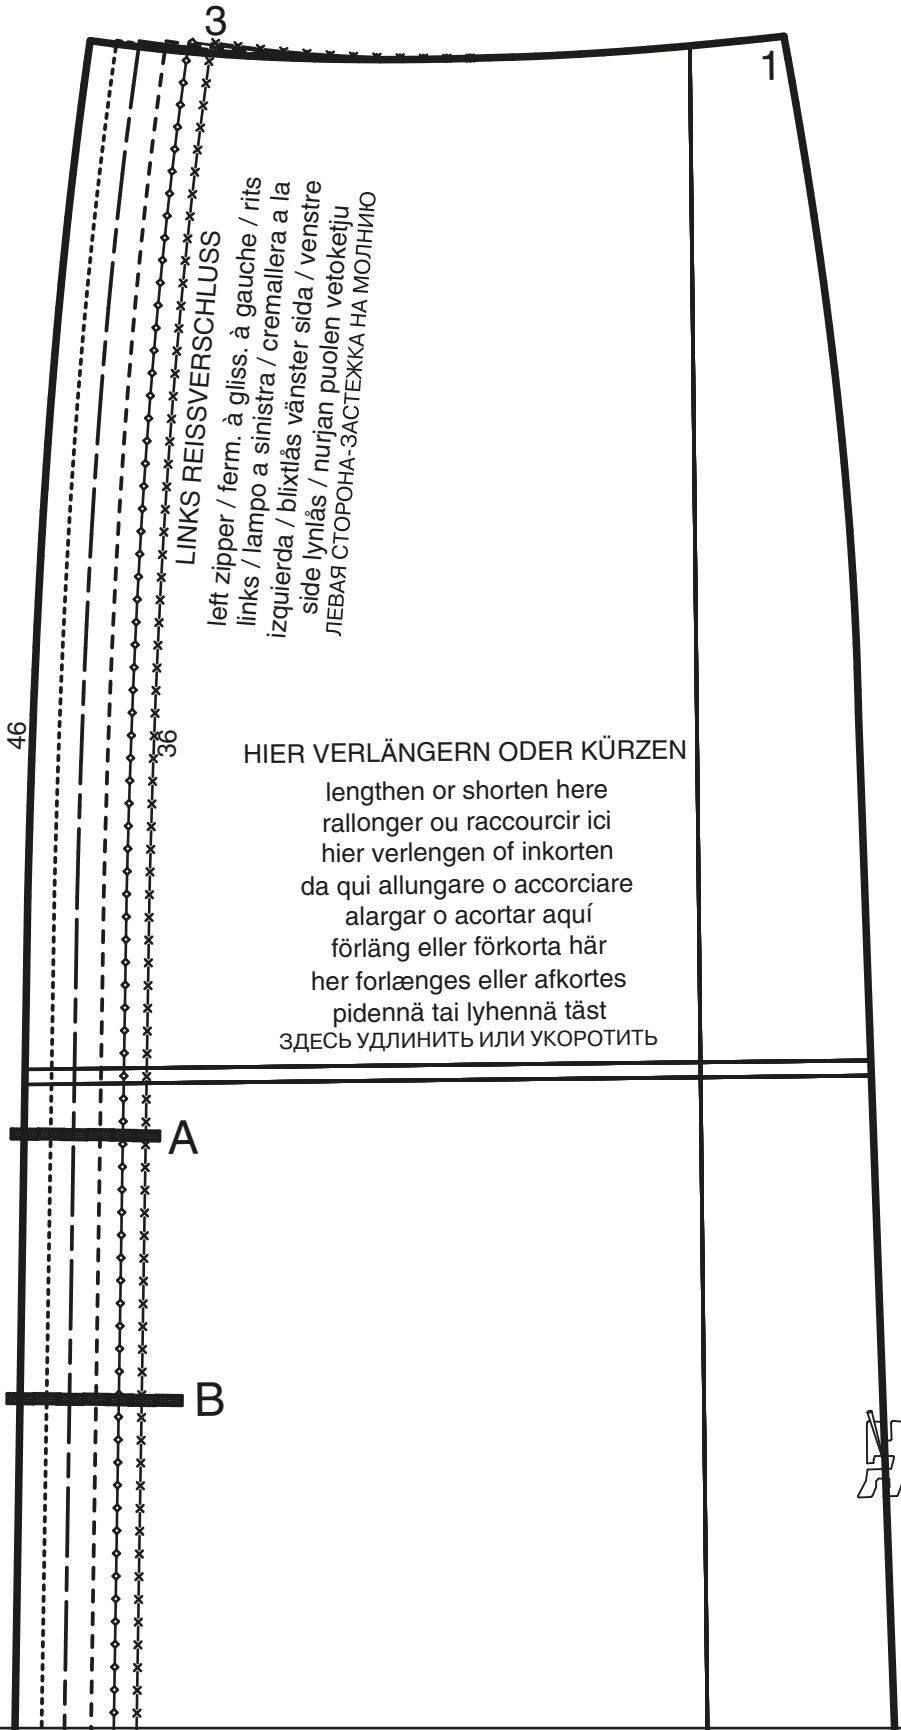 3
1
LINKS REISSVERSCHLUSS
left zipper / ferm. à gliss. à gauche / rits
links / lampo a sinistra / cremallera a la
izquierda / blixtlås vänster sida / venstre
side lynlås / nurjan puolen vetoketju
ЛЕВАЯ СТОРОНА-ЗАСТЕЖКА НА МОЛНИЮ
46
36
HIER VERLÄNGERN ODER KÜRZEN
lengthen or shorten here
rallonger ou raccourcir ici
hier verlengen of inkorten
da qui allungare o accorciare
alargar o acortar aquí
förläng eller förkorta här
her forlænges eller afkortes
pidennä tai lyhennä täst
ЗДЕСЬ УДЛИНИТЬ ИЛИ УКОРОТИТЬ
A
B